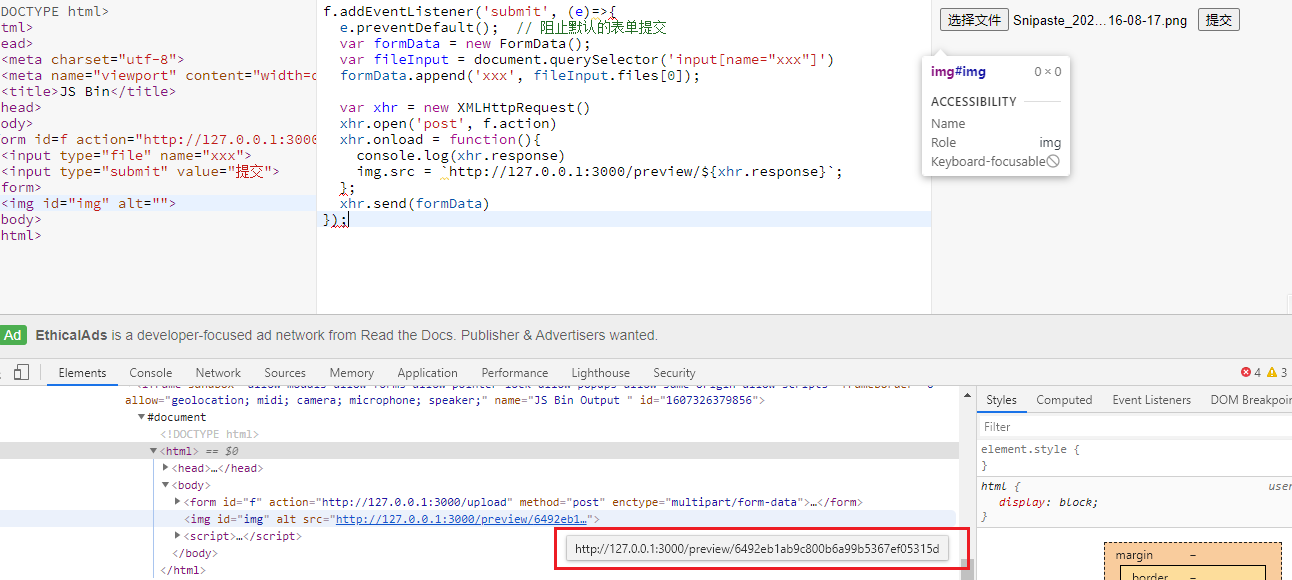 DOCTYPE html>
tml>
ead>
<meta charset="utf-8">
<meta name="viewport" content="width=d
<title>JS Bin</title>
head>
ody>
orm id=f action="http://127.0.0.1:3000
<input type="file" name="xxx">
<input type="submit" value="提交">
form>
<img id="img" alt="">
body>
html>
f.addEventListener('submit', (e)=>{
e.preventDefault();  // 阻止默认的表单提交
var formData = new FormData();
var fileInput = document.querySelector('input[name="xxx"]')
formData.append('xxx', fileInput.files[0]);
var xhr = new XMLHttpRequest()
xhr.open('post', f.action)
xhr.onload = function(){
console.log(xhr.response)
img.src = `http://127.0.0.1:3000/preview/${xhr.response}`;
};
xhr.send(formData)
});
选择文件 Snipaste_202…16-08-17.png 提交
img#img 0 × 0
ACCESSIBILITY
Name
Role img
Keyboard-focusable
Ad EthicalAds is a developer-focused ad network from Read the Docs. Publisher & Advertisers wanted.
Elements Console Network Sources Memory Application Performance Lighthouse Security 4 3
allow="geolocation; midi; camera; microphone; speaker;" name="JS Bin Output " id="1607326379856">
#document
<!DOCTYPE html>
<html> == $0
<head>…</head>
<body>
<form id="f" action="http://127.0.0.1:3000/upload" method="post" enctype="multipart/form-data">…</form>
<img id="img" alt src="http://127.0.0.1:3000/preview/6492eb1…">
<script>…</script>
</body>
</html>
http://127.0.0.1:3000/preview/6492eb1ab9c800b6a99b5367ef05315d
Styles Computed Event Listeners DOM Breakpoin
Filter
element.style {
}
html { user
display: block;
}
margin –
border –